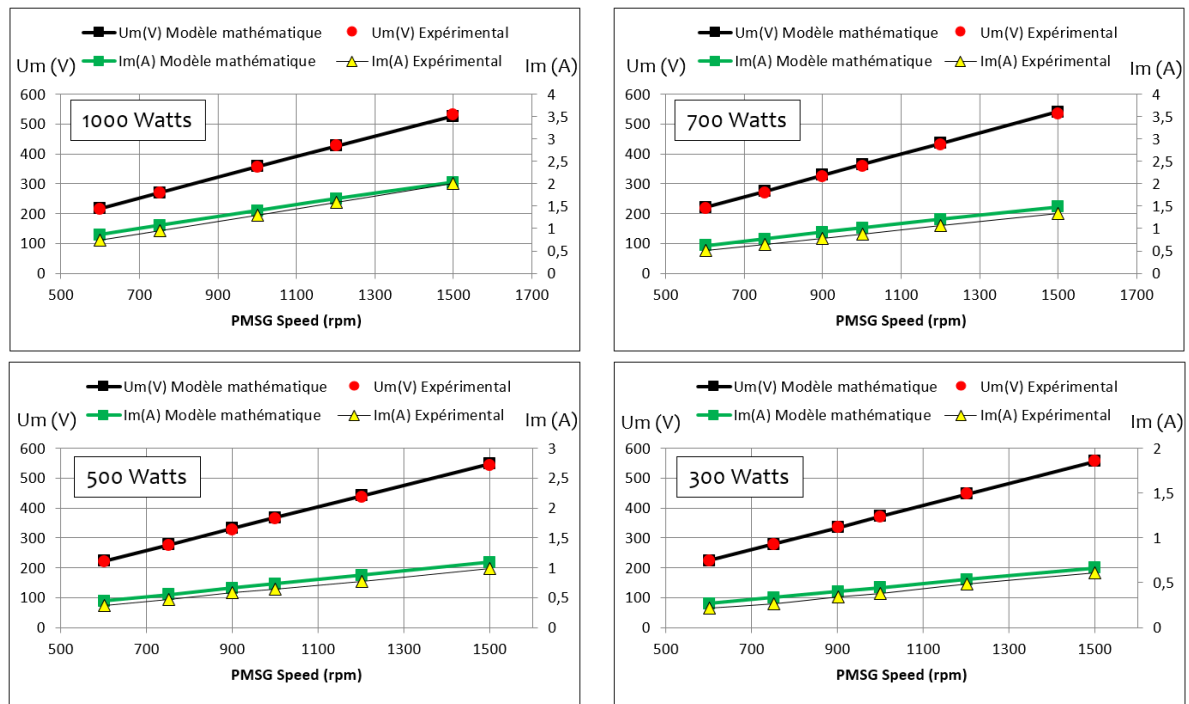 Um(V) Modèle mathématique Um(V) Expérimental
Im(A) Modèle mathématique Im(A) Expérimental
Um (V) Im (A)
1000 Watts
600 4
500 3,5
400 3
300 2,5
200 2
100 1,5
0 1
0,5
0
500 700 900 1100 1300 1500 1700
PMSG Speed (rpm)
Um(V) Modèle mathématique Um(V) Expérimental
Im(A) Modèle mathématique Im(A) Expérimental
Um (V) Im (A)
700 Watts
600 4
500 3,5
400 3
300 2,5
200 2
100 1,5
0 1
0,5
0
500 700 900 1100 1300 1500 1700
PMSG Speed (rpm)
Um(V) Modèle mathématique Um(V) Expérimental
Im(A) Modèle mathématique Im(A) Expérimental
Um (V) Im (A)
500 Watts
600 3
500 2,5
400 2
300 1,5
200 1
100 0,5
0 0
500 700 900 1100 1300 1500
PMSG Speed (rpm)
Um(V) Modèle mathématique Um(V) Expérimental
Im(A) Modèle mathématique Im(A) Expérimental
Um (V) Im (A)
300 Watts
600 2
500 1,5
400 1
300 0,5
200 0
100
0
500 700 900 1100 1300 1500
PMSG Speed (rpm)